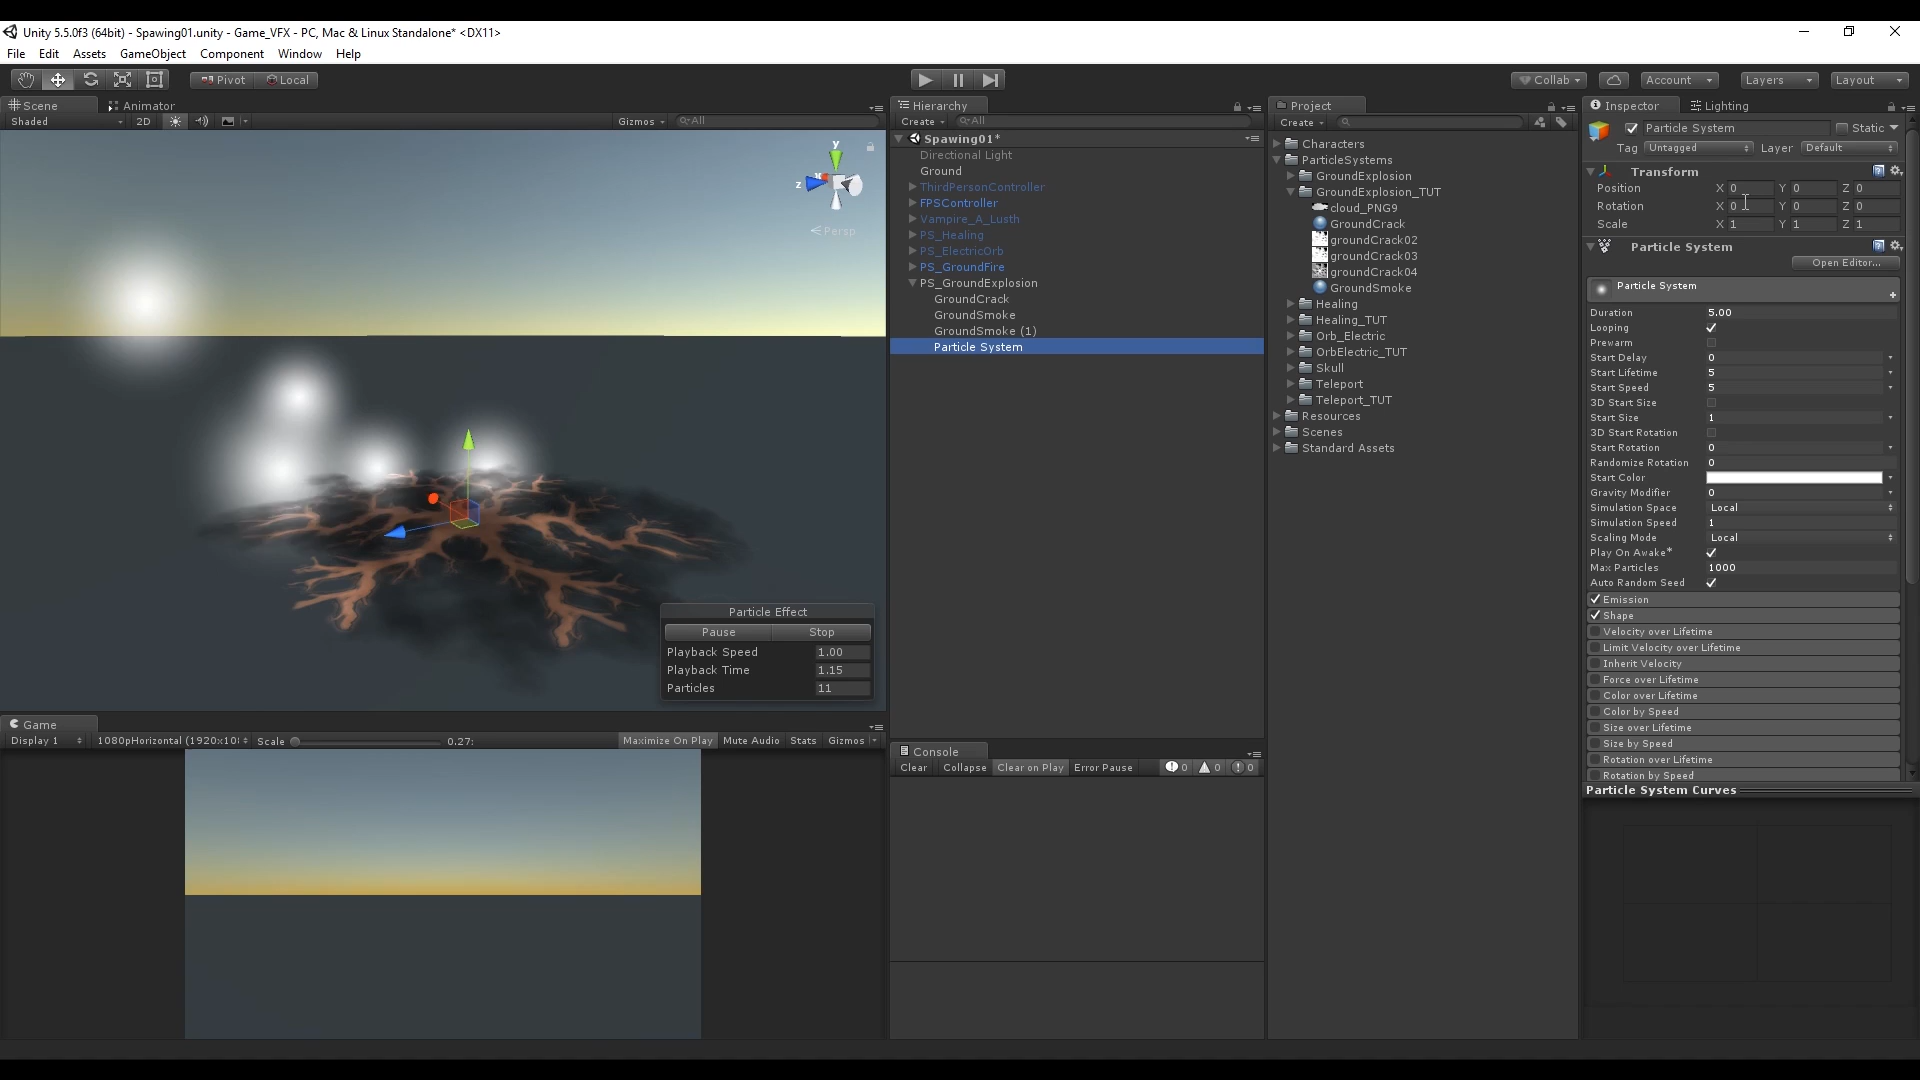 Unity 5.5.0f3 (64bit) - Spawing01.unity - Game_VFX - PC, Mac & Linux Standalone* <DX11>
File Edit Assets GameObject Component Window Help
Pivot Local
Collab Account Layers Layout
Scene Animator
Shaded 2D Gizmos All
y
x
z
Persp
Particle Effect
Pause Stop
Playback Speed 1.00
Playback Time 1.15
Particles 11
Game
Display 1 1080pHorizontal (1920x10 Scale 0.27: Maximize On Play Mute Audio Stats Gizmos
Hierarchy
Create All
Spawing01*
Directional Light
Ground
ThirdPersonController
FPSController
Vampire_A_Lusth
PS_Healing
PS_ElectricOrb
PS_GroundFire
PS_GroundExplosion
GroundCrack
GroundSmoke
GroundSmoke (1)
Particle System
Console
Clear Collapse Clear on Play Error Pause 0 0 0
Project
Create
Characters
ParticleSystems
GroundExplosion
GroundExplosion_TUT
cloud_PNG9
GroundCrack
groundCrack02
groundCrack03
groundCrack04
GroundSmoke
Healing
Healing_TUT
Orb_Electric
OrbElectric_TUT
Skull
Teleport
Teleport_TUT
Resources
Scenes
Standard Assets
Inspector Lighting
Particle System Static
Tag Untagged Layer Default
Transform
Position X 0 Y 0 Z 0
Rotation X 0 Y 0 Z 0
Scale X 1 Y 1 Z 1
Particle System
Open Editor...
Particle System
Duration 5.00
Looping
Prewarm
Start Delay 0
Start Lifetime 5
Start Speed 5
3D Start Size
Start Size 1
3D Start Rotation
Start Rotation 0
Randomize Rotation 0
Start Color
Gravity Modifier 0
Simulation Space Local
Simulation Speed 1
Scaling Mode Local
Play On Awake*
Max Particles 1000
Auto Random Seed
Emission
Shape
Velocity over Lifetime
Limit Velocity over Lifetime
Inherit Velocity
Force over Lifetime
Color over Lifetime
Color by Speed
Size over Lifetime
Size by Speed
Rotation over Lifetime
Rotation by Speed
Particle System Curves